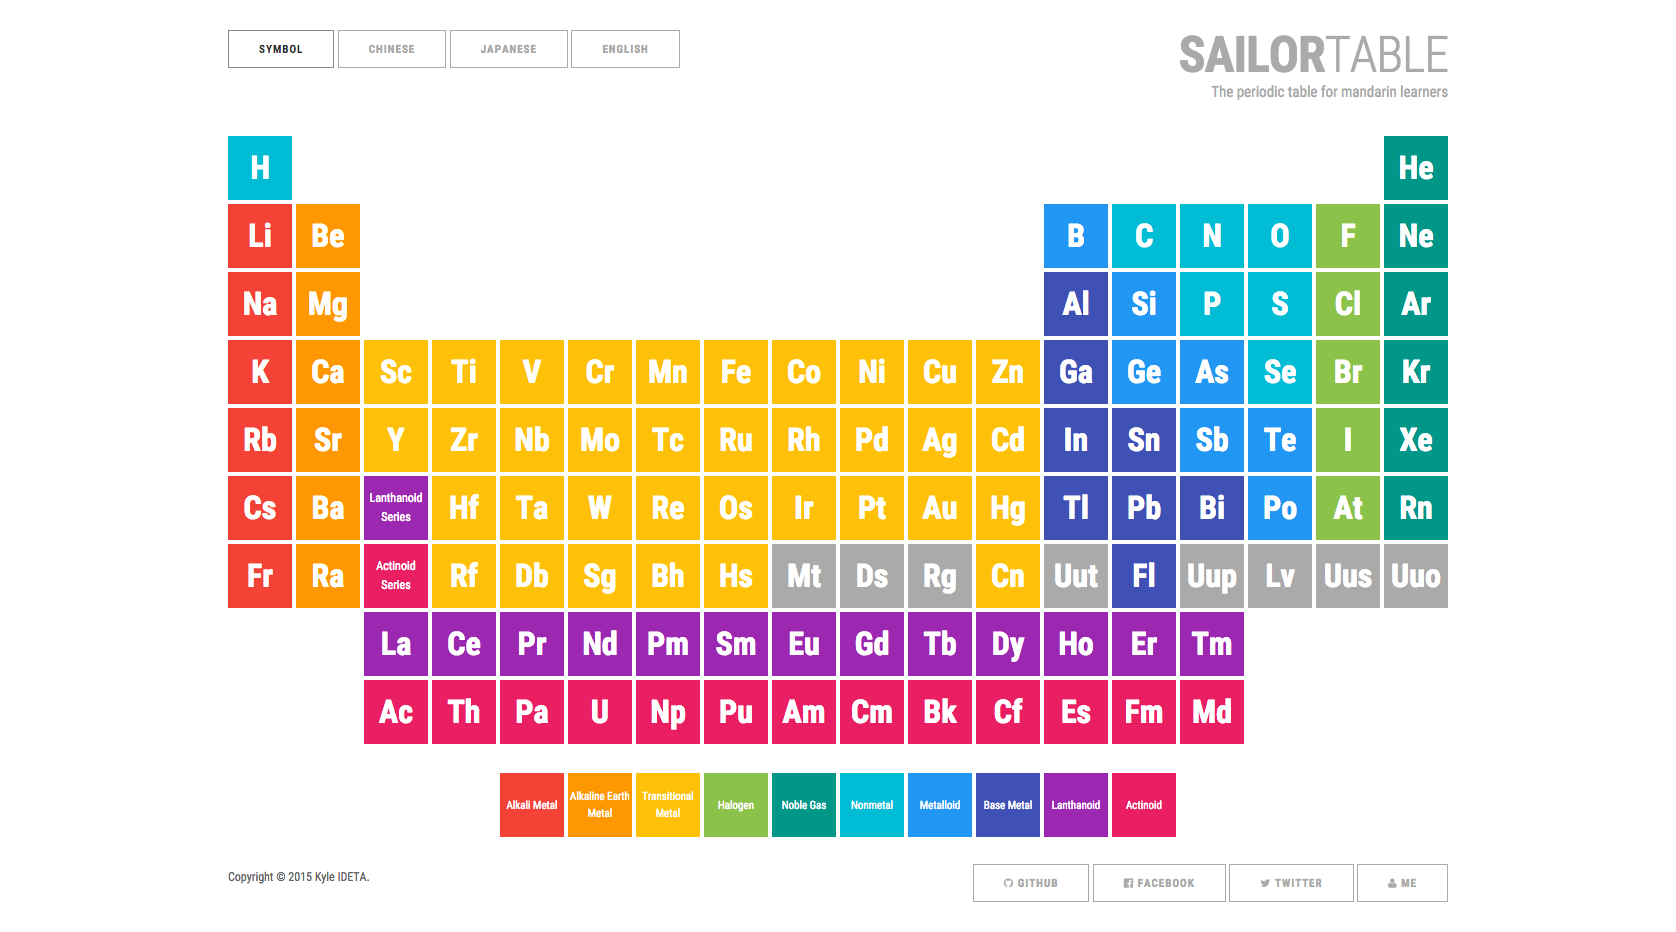 SYMBOL CHINESE JAPANESE ENGLISH
SAILORTABLE
The periodic table for mandarin learners
H He
Li Be B C N O F Ne
Na Mg Al Si P S Cl Ar
K Ca Sc Ti V Cr Mn Fe Co Ni Cu Zn Ga Ge As Se Br Kr
Rb Sr Y Zr Nb Mo Tc Ru Rh Pd Ag Cd In Sn Sb Te I Xe
Cs Ba Lanthanoid Series Hf Ta W Re Os Ir Pt Au Hg Tl Pb Bi Po At Rn
Fr Ra Actinoid Series Rf Db Sg Bh Hs Mt Ds Rg Cn Uut Fl Uup Lv Uus Uuo
La Ce Pr Nd Pm Sm Eu Gd Tb Dy Ho Er Tm
Ac Th Pa U Np Pu Am Cm Bk Cf Es Fm Md
Alkali Metal Alkaline Earth Metal Transitional Metal Halogen Noble Gas Nonmetal Metalloid Base Metal Lanthanoid Actinoid
Copyright © 2015 Kyle IDETA.
GITHUB FACEBOOK TWITTER ME